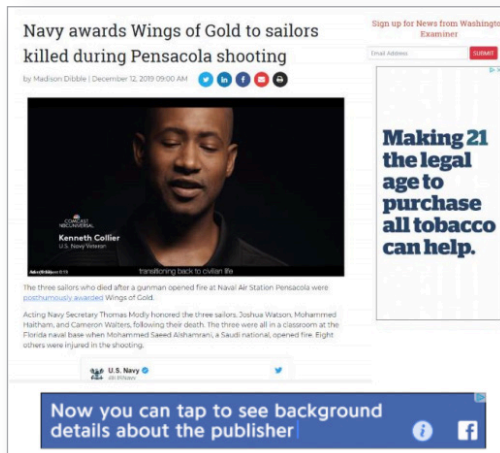 Navy awards Wings of Gold to sailors
killed during Pensacola shooting
by Madison Dibble | December 12, 2019 09:00 AM
COMCAST
NBCUNIVERSAL
Kenneth Collier
U.S. Navy Veteran
transitioning back to civilian life
The three sailors who died after a gunman opened fire at Naval Air Station Pensacola were
posthumously awarded Wings of Gold.
Acting Navy Secretary Thomas Modly honored the three sailors, Joshua Watson, Mohammed
Haitham, and Cameron Walters, following their death. The three were all in a classroom at the
Florida naval base when Mohammed Saeed Alshamrani, a Saudi national, opened fire. Eight
others were injured in the shooting.
U.S. Navy
Sign up for News from Washingto
Examiner
Email Address
SUBMIT
Making 21
the legal
age to
purchase
all tobacco
can help.
Now you can tap to see background
details about the publisher